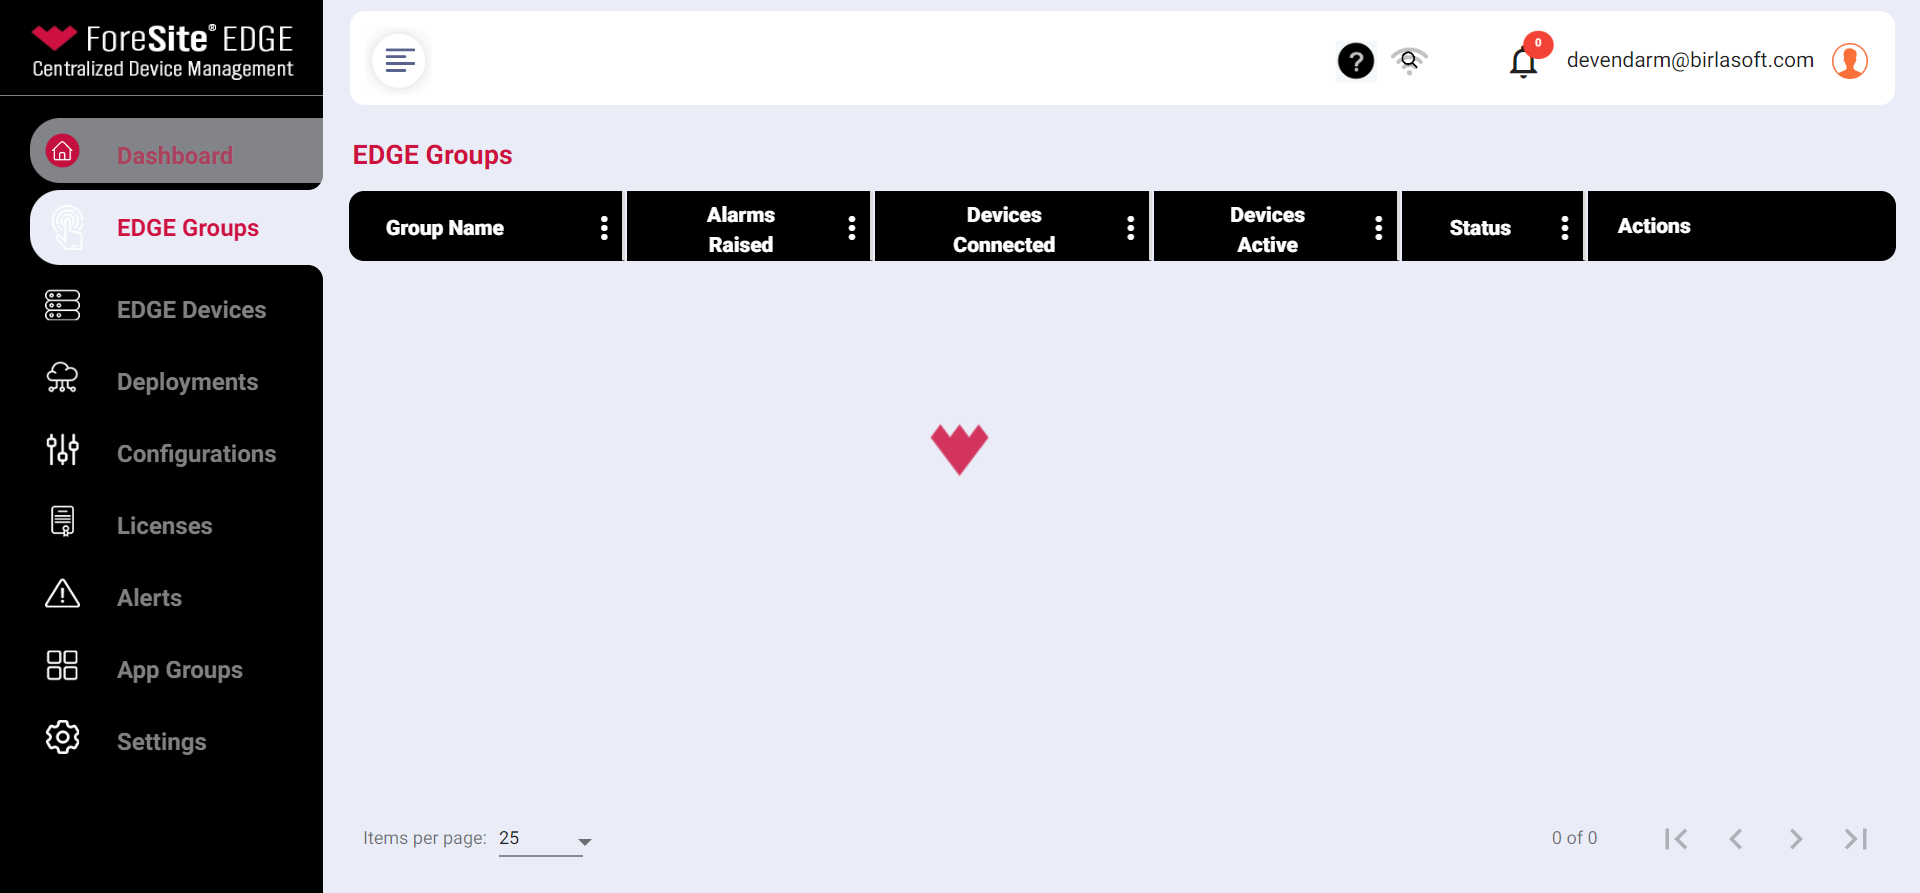 ForeSite® EDGE
Centralized Device Management
Dashboard
EDGE Groups
EDGE Devices
Deployments
Configurations
Licenses
Alerts
App Groups
Settings
?
0
devendarm@birlasoft.com
EDGE Groups
Group Name
Alarms
Raised
Devices
Connected
Devices
Active
Status
Actions
Items per page: 25
0 of 0